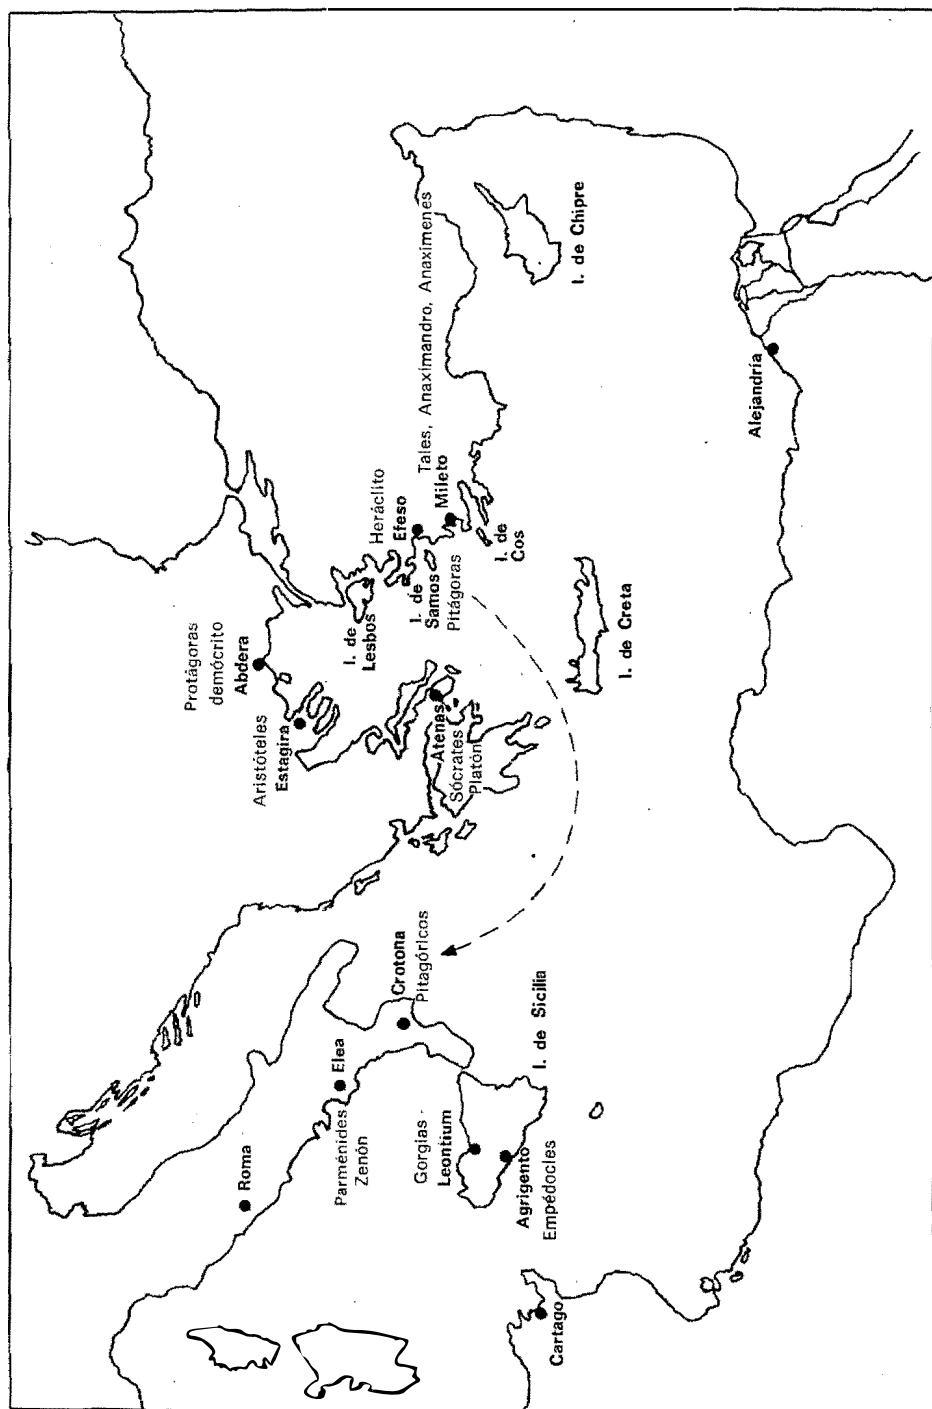 Roma
Parménides
Zenón
Elea
Gorgias
Leontium
Agrigento
Empédocles
I. de Sicilia
Cartago
Crotona
Pitagóricos
Aristóteles
Estagira
Protágoras
demócrito
Abdera
Atenas
Sócrates
Platón
I. de
Lesbos
Heráclito
Efeso
I. de
Samos
Pitágoras
Tales, Anaximandro, Anaxímenes
Mileto
I. de
Cos
I. de Creta
I. de Chipre
Alejandría